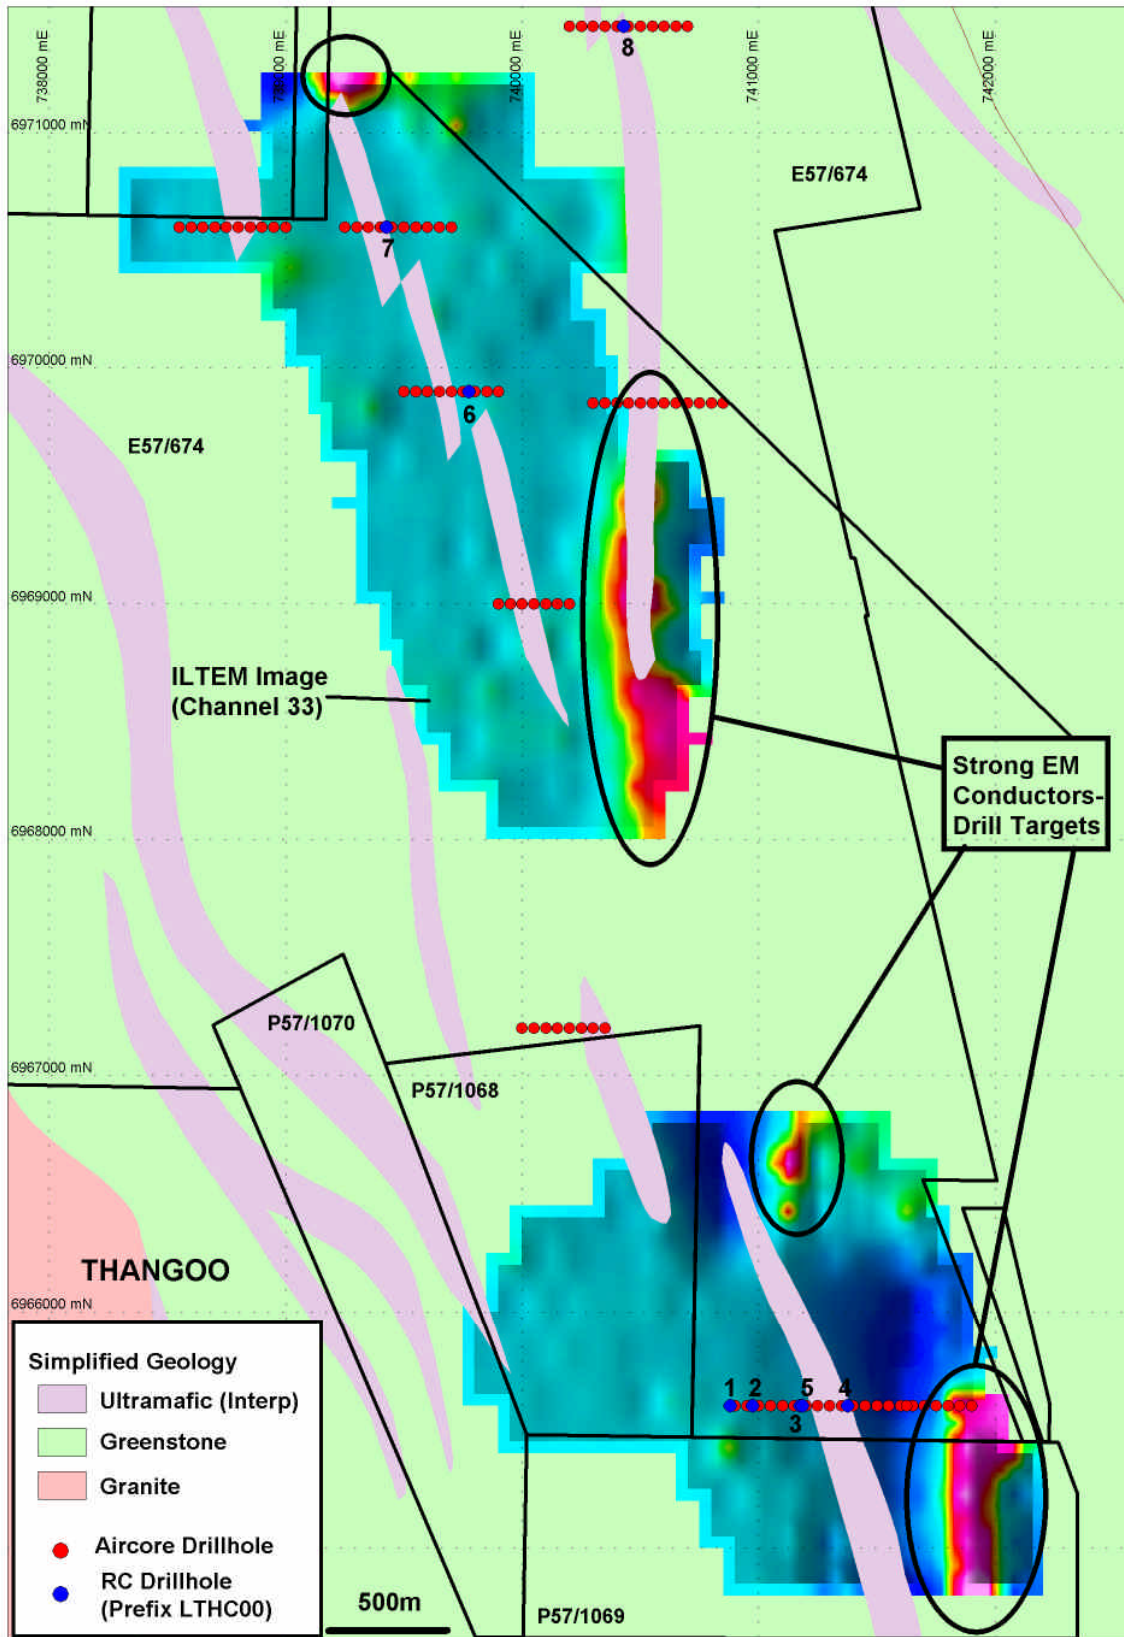 738000 mE
739000 mE
740000 mE
741000 mE
742000 mE
8
6971000 mN
E57/674
7
6970000 mN
6
E57/674
6969000 mN
ILTEM Image
(Channel 33)
Strong EM
Conductors-
Drill Targets
6968000 mN
P57/1070
6967000 mN
P57/1068
THANGOO
6966000 mN
1 2 5 4
3
Simplified Geology
Ultramafic (Interp)
Greenstone
Granite
Aircore Drillhole
RC Drillhole
(Prefix LTHC00)
500m
P57/1069